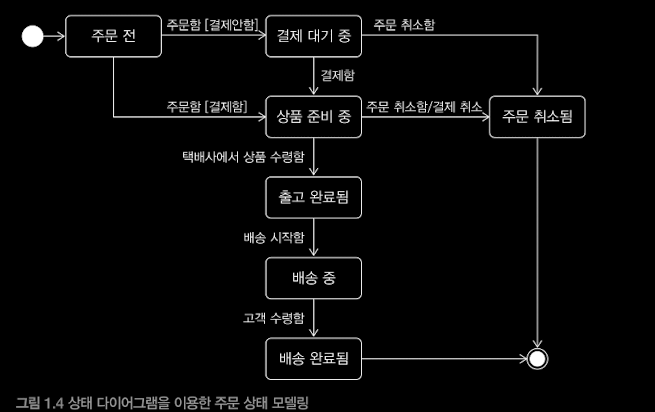 주문 전
주문함 [결제안함]
결제 대기 중
주문 취소함
결제함
주문함 [결제함]
상품 준비 중
주문 취소함/결제 취소
주문 취소됨
택배사에서 상품 수령함
출고 완료됨
배송 시작함
배송 중
고객 수령함
배송 완료됨
그림 1.4 상태 다이어그램을 이용한 주문 상태 모델링